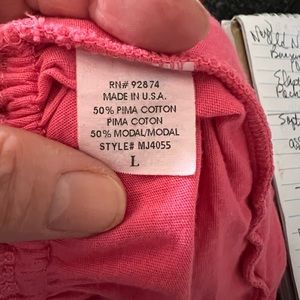 RN# 92874
MADE IN U.S.A.
50% PIMA COTTON
PIMA COTON
50% MODAL/MODAL
STYLE# MJ4055
L